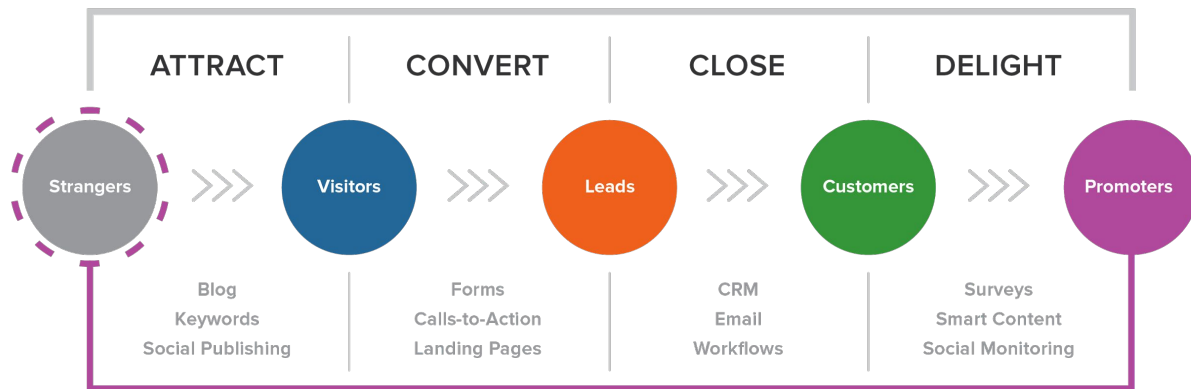 ATTRACT
CONVERT
CLOSE
DELIGHT
Strangers
Visitors
Leads
Customers
Promoters
Blog
Keywords
Social Publishing
Forms
Calls-to-Action
Landing Pages
CRM
Email
Workflows
Surveys
Smart Content
Social Monitoring